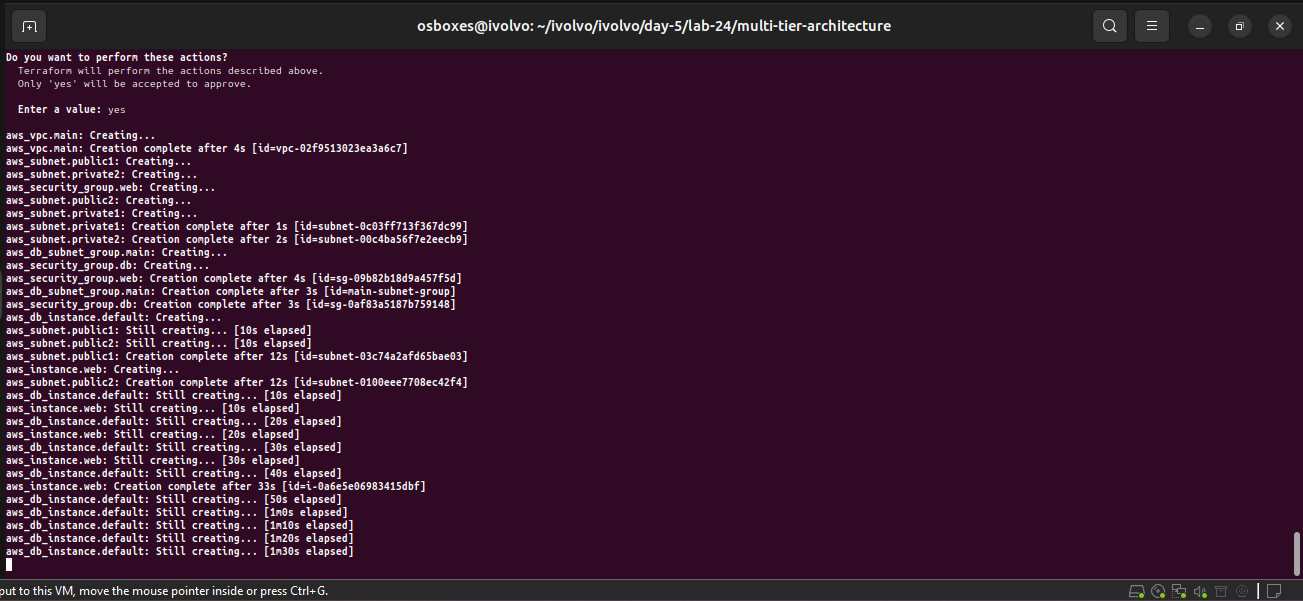 osboxes@ivolvo: ~/ivolvo/ivolvo/day-5/lab-24/multi-tier-architecture
Do you want to perform these actions?
  Terraform will perform the actions described above.
  Only 'yes' will be accepted to approve.
  Enter a value: yes
aws_vpc.main: Creating...
aws_vpc.main: Creation complete after 4s [id=vpc-02f9513023ea3a6c7]
aws_subnet.public1: Creating...
aws_subnet.private2: Creating...
aws_security_group.web: Creating...
aws_subnet.public2: Creating...
aws_subnet.private1: Creating...
aws_subnet.private1: Creation complete after 1s [id=subnet-0c03ff713f367dc99]
aws_subnet.private2: Creation complete after 2s [id=subnet-00c4ba56f7e2eecb9]
aws_db_subnet_group.main: Creating...
aws_security_group.db: Creating...
aws_security_group.web: Creation complete after 4s [id=sg-09b82b18d9a457f5d]
aws_db_subnet_group.main: Creation complete after 3s [id=main-subnet-group]
aws_security_group.db: Creation complete after 3s [id=sg-0af83a5187b759148]
aws_db_instance.default: Creating...
aws_subnet.public1: Still creating... [10s elapsed]
aws_subnet.public2: Still creating... [10s elapsed]
aws_subnet.public1: Creation complete after 12s [id=subnet-03c74a2afd65bae03]
aws_instance.web: Creating...
aws_subnet.public2: Creation complete after 12s [id=subnet-0100eee7708ec42f4]
aws_db_instance.default: Still creating... [10s elapsed]
aws_instance.web: Still creating... [10s elapsed]
aws_db_instance.default: Still creating... [20s elapsed]
aws_instance.web: Still creating... [20s elapsed]
aws_db_instance.default: Still creating... [30s elapsed]
aws_instance.web: Still creating... [30s elapsed]
aws_db_instance.default: Still creating... [40s elapsed]
aws_instance.web: Creation complete after 33s [id=i-0a6e5e06983415dbf]
aws_db_instance.default: Still creating... [50s elapsed]
aws_db_instance.default: Still creating... [1m0s elapsed]
aws_db_instance.default: Still creating... [1m10s elapsed]
aws_db_instance.default: Still creating... [1m20s elapsed]
aws_db_instance.default: Still creating... [1m30s elapsed]
put to this VM, move the mouse pointer inside or press Ctrl+G.